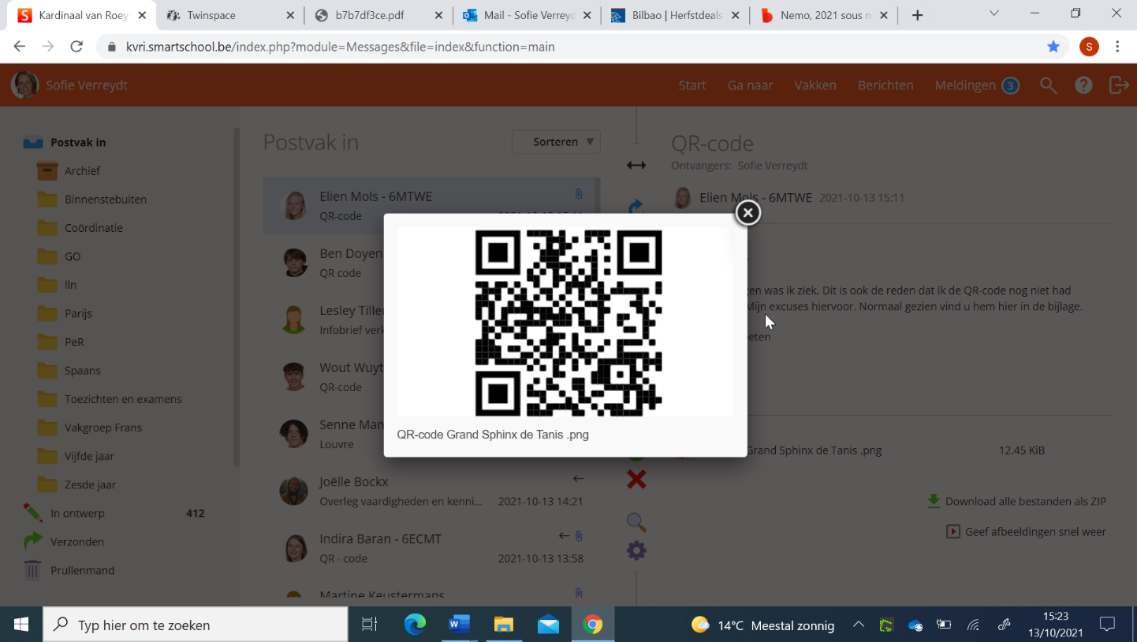 Kardinaal van Roey
Twinspace
b7b7df3ce.pdf
Mail - Sofie Verreyd
Bilbao | Herfstdeals
Nemo, 2021 sous
kvri.smartschool.be/index.php?module=Messages&file=index&function=main
S
Sofie Verreydt
Start
Ga naar
Vakken
Berichten
Meldingen 3
Postvak in
Archief
Binnenstebuiten
Coördinatie
GO
lln
Parijs
PeR
Spaans
Toezichten en examens
Vakgroep Frans
Vijfde jaar
Zesde jaar
In ontwerp 412
Verzonden
Prullenmand
Postvak in
Sorteren
Elien Mols - 6MTWE
QR-code
Ben Doyen
QR code
Lesley Tille
Infobrief verk
Wout Wuyt
QR-code
Senne Man
Louvre
Joëlle Bockx
Overleg vaardigheden en kenni... 2021-10-13 14:21
Indira Baran - 6ECMT
QR - code 2021-10-13 13:58
Martine Keustermans
QR-code
Ontvangers: Sofie Verreydt
Elien Mols - 6MTWE 2021-10-13 15:11
en was ik ziek. Dit is ook de reden dat ik de QR-code nog niet had
Mijn excuses hiervoor. Normaal gezien vind u hem hier in de bijlage.
eten
Grand Sphinx de Tanis .png 12.45 KiB
Download alle bestanden als ZIP
Geef afbeeldingen snel weer
QR-code Grand Sphinx de Tanis .png
Typ hier om te zoeken
14°C Meestal zonnig
15:23
13/10/2021